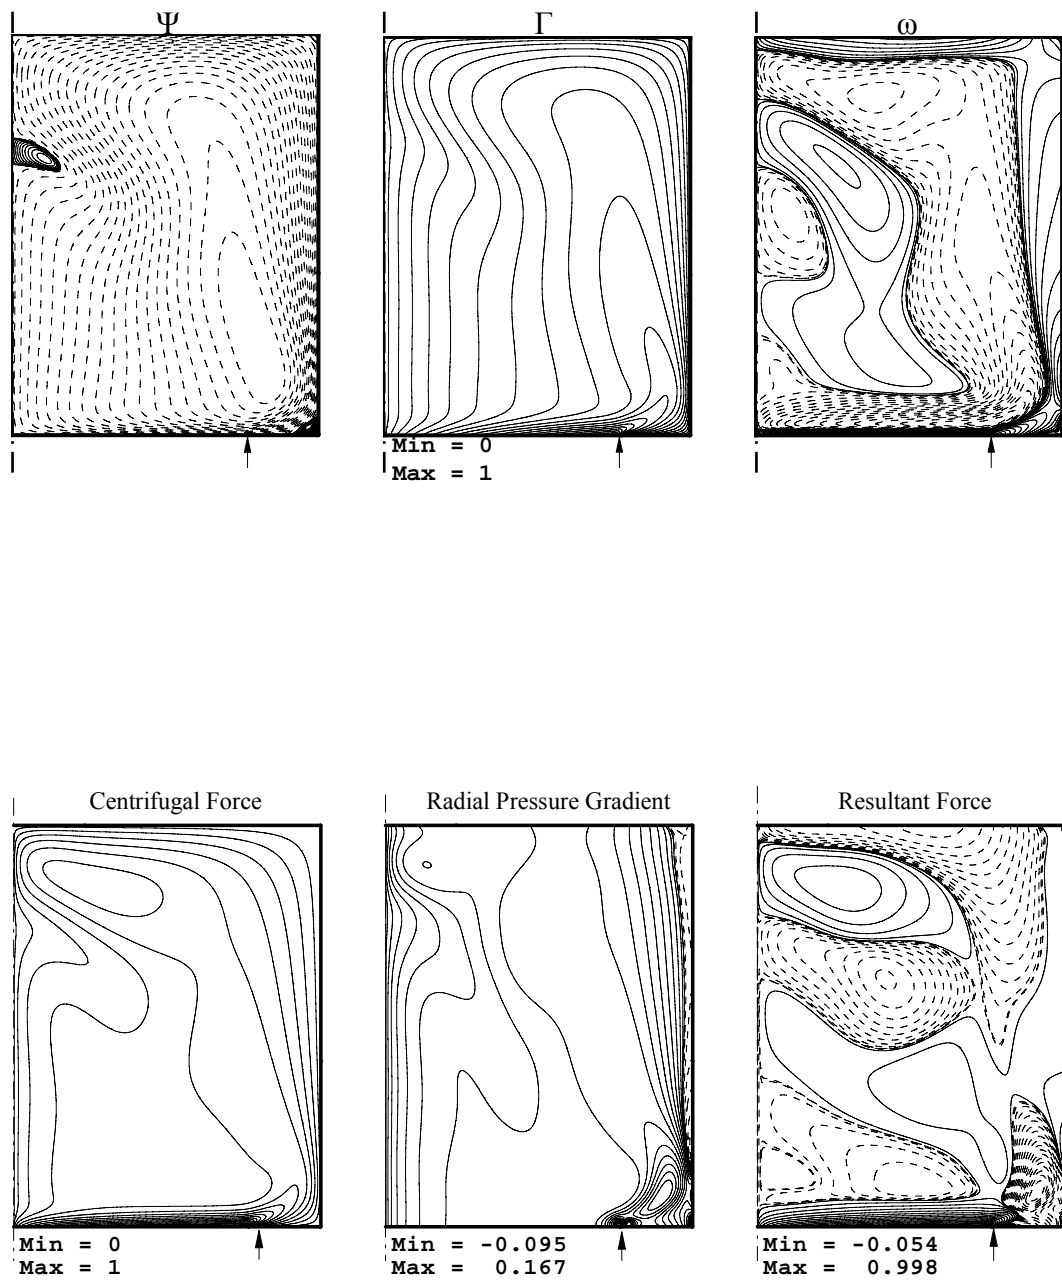 Ψ Γ ω
Min = 0
Max = 1
Centrifugal Force Radial Pressure Gradient Resultant Force
Min = 0 Min = -0.095 Min = -0.054
Max = 1 Max = 0.167 Max = 0.998